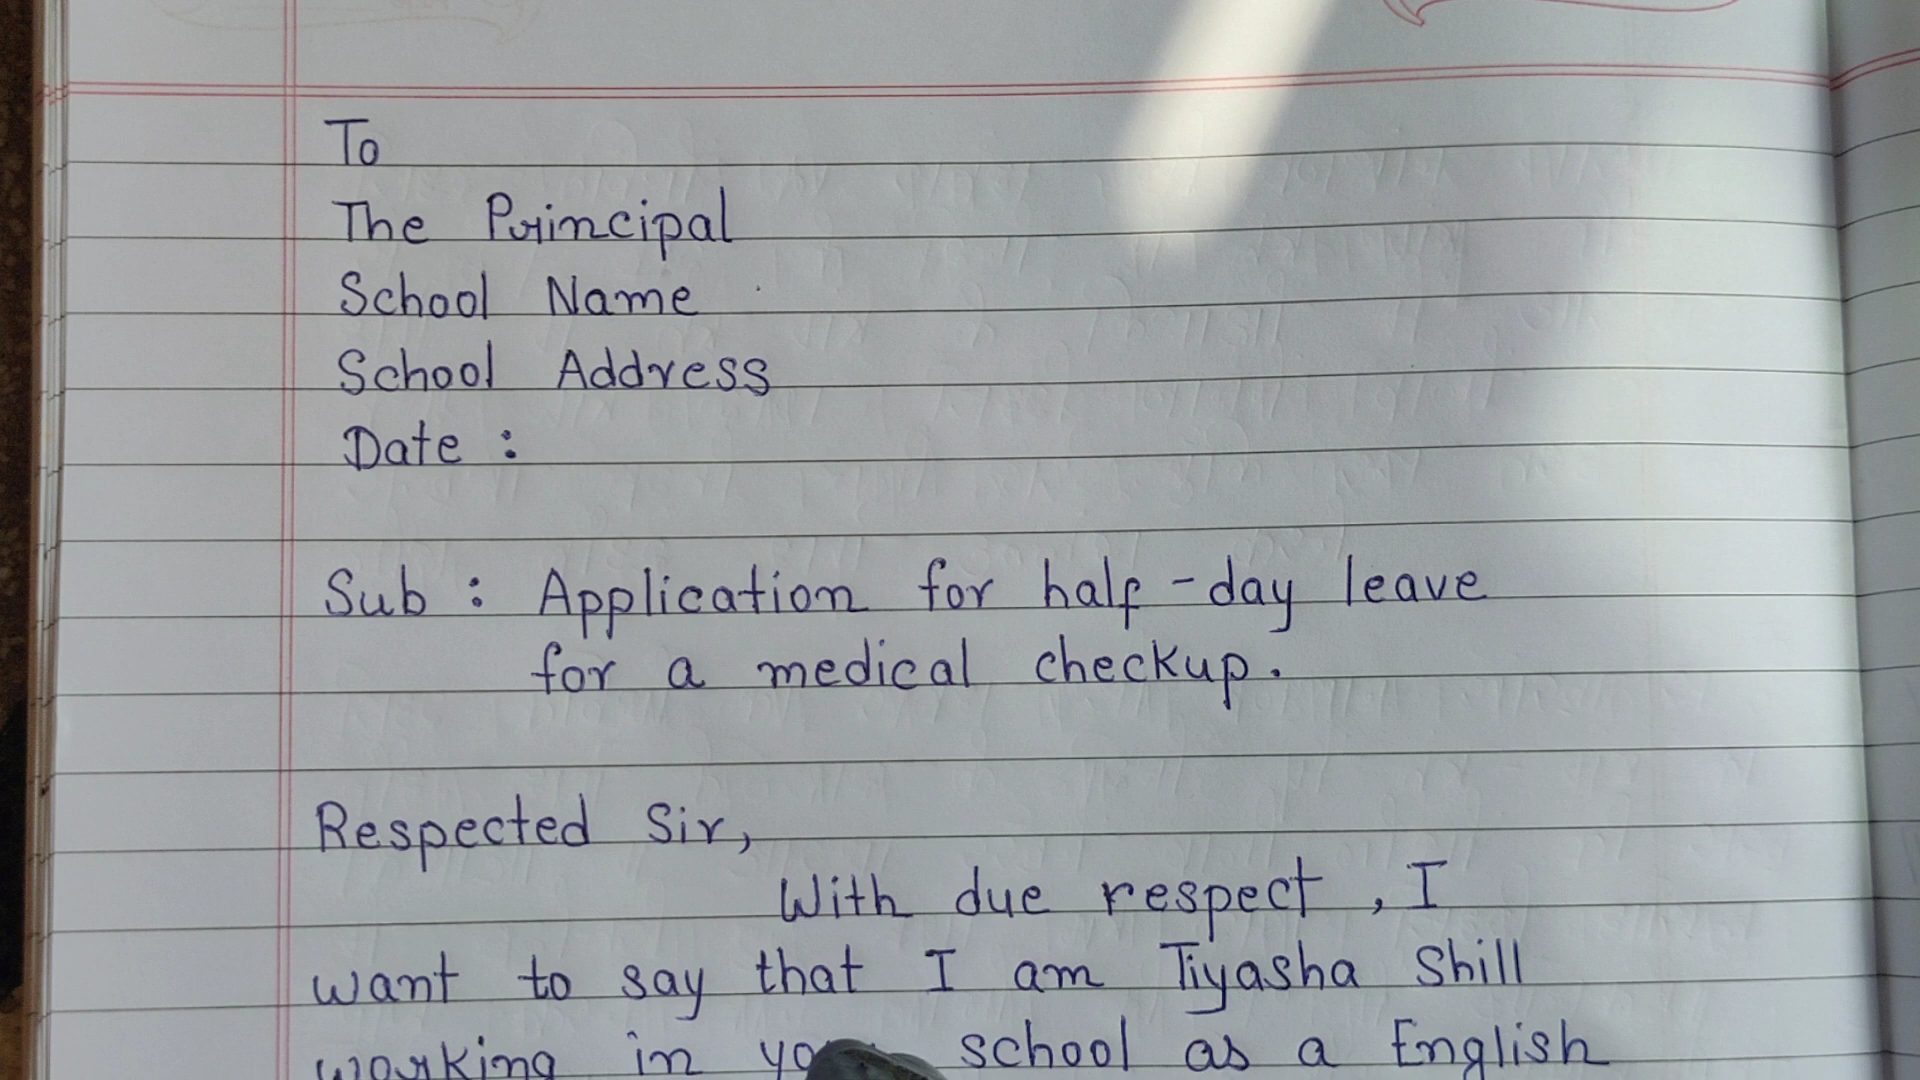 To
The Principal
School Name
School Address
Date :
Sub : Application for half-day leave
for a medical checkup.
Respected Sir,
With due respect, I
want to say that I am Tiyasha Shill
working in school as a English